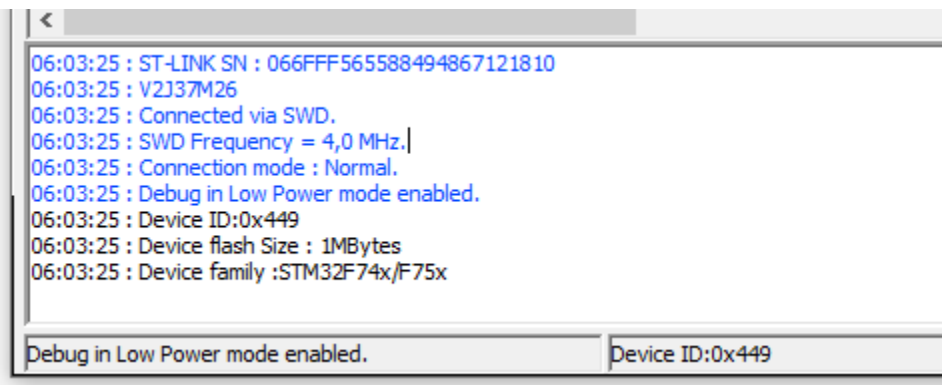 06:03:25 : ST-LINK SN : 066FFF565588494867121810
06:03:25 : V2J37M26
06:03:25 : Connected via SWD.
06:03:25 : SWD Frequency = 4,0 MHz.
06:03:25 : Connection mode : Normal.
06:03:25 : Debug in Low Power mode enabled.
06:03:25 : Device ID:0x449
06:03:25 : Device flash Size : 1MBytes
06:03:25 : Device family :STM32F74x/F75x
Debug in Low Power mode enabled.
Device ID:0x449